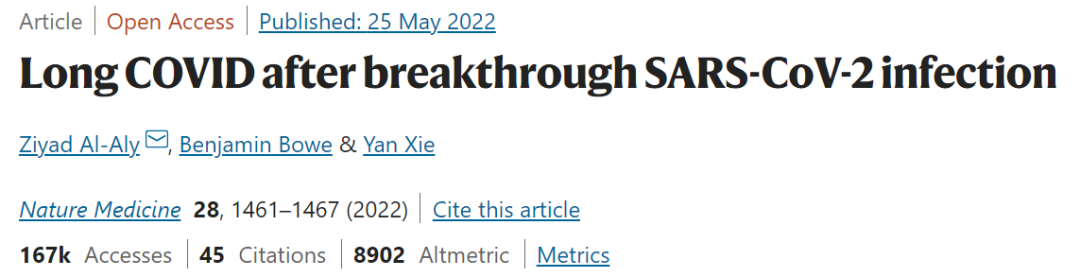 Article | Open Access | Published: 25 May 2022
Long COVID after breakthrough SARS-CoV-2 infection
Ziyad Al-Aly, Benjamin Bowe & Yan Xie
Nature Medicine 28, 1461–1467 (2022) | Cite this article
167k Accesses | 45 Citations | 8902 Altmetric | Metrics